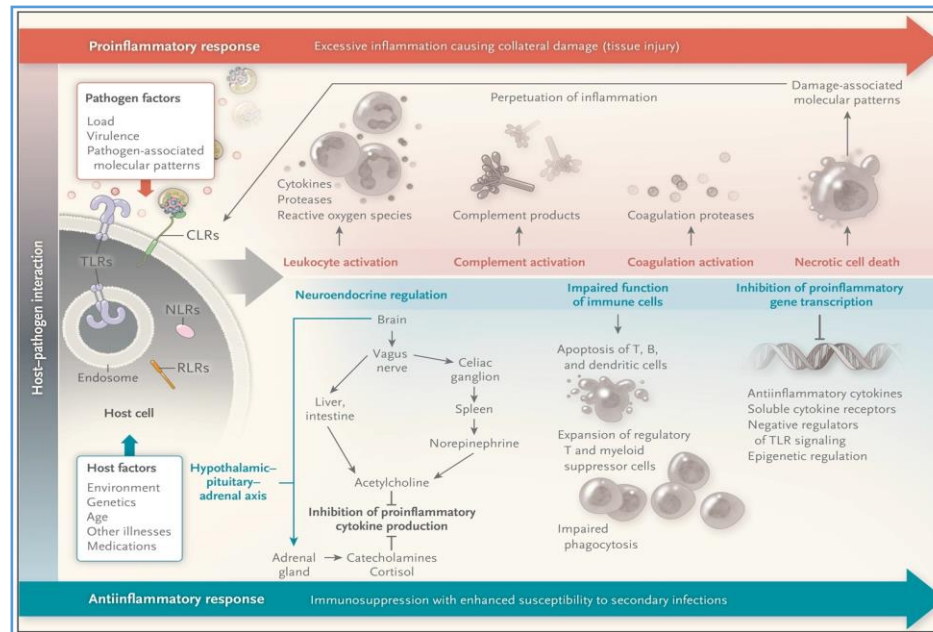 Proinflammatory response
Excessive inflammation causing collateral damage (tissue injury)
Host–pathogen interaction
Pathogen factors
Load
Virulence
Pathogen-associated
molecular patterns
Perpetuation of inflammation
Damage-associated
molecular patterns
Cytokines
Proteases
Reactive oxygen species
Complement products
Coagulation proteases
CLRs
TLRs
NLRs
RLRs
Endosome
Host cell
Leukocyte activation
Complement activation
Coagulation activation
Necrotic cell death
Neuroendocrine regulation
Brain
Vagus
nerve
Celiac
ganglion
Liver,
intestine
Spleen
Norepinephrine
Acetylcholine
Hypothalamic–
pituitary–
adrenal axis
Inhibition of proinflammatory
cytokine production
Adrenal
gland
Catecholamines
Cortisol
Impaired function
of immune cells
Apoptosis of T, B,
and dendritic cells
Expansion of regulatory
T and myeloid
suppressor cells
Impaired
phagocytosis
Inhibition of proinflammatory
gene transcription
Antiinflammatory cytokines
Soluble cytokine receptors
Negative regulators
of TLR signaling
Epigenetic regulation
Host factors
Environment
Genetics
Age
Other illnesses
Medications
Antiinflammatory response
Immunosuppression with enhanced susceptibility to secondary infections